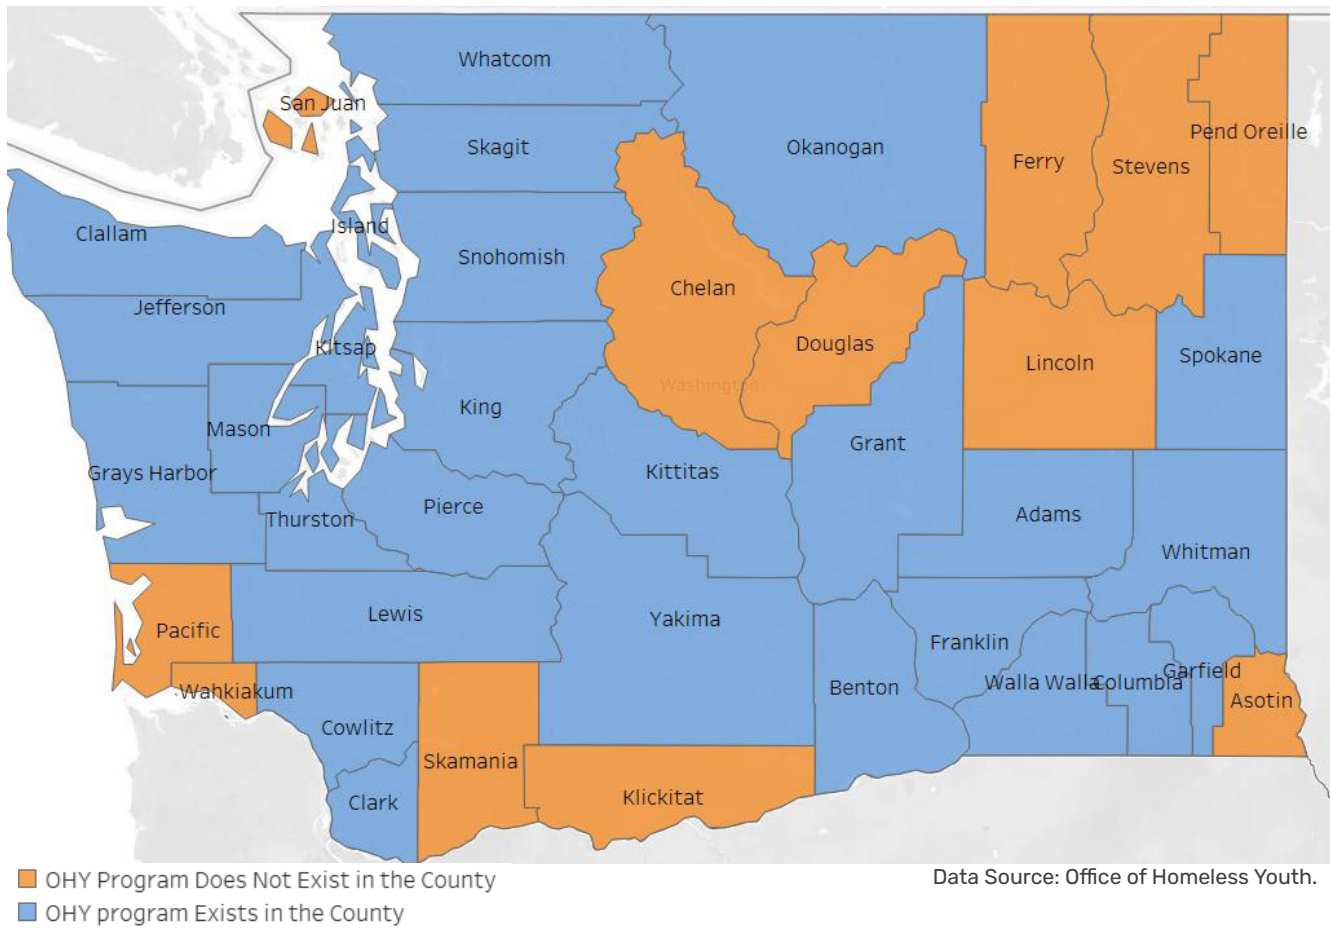 Whatcom
San Juan
Pend Oreille
Skagit
Okanogan
Ferry
Stevens
Island
Clallam
Snohomish
Chelan
Jefferson
Kitsap
Douglas
Spokane
Lincoln
Washington
King
Mason
Grant
Grays Harbor
Kittitas
Pierce
Adams
Thurston
Whitman
Lewis
Yakima
Pacific
Franklin
Garfield
Walla Walla
Columbia
Benton
Wahkiakum
Asotin
Cowlitz
Skamania
Klickitat
Clark
OHY Program Does Not Exist in the County
Data Source: Office of Homeless Youth.
OHY program Exists in the County